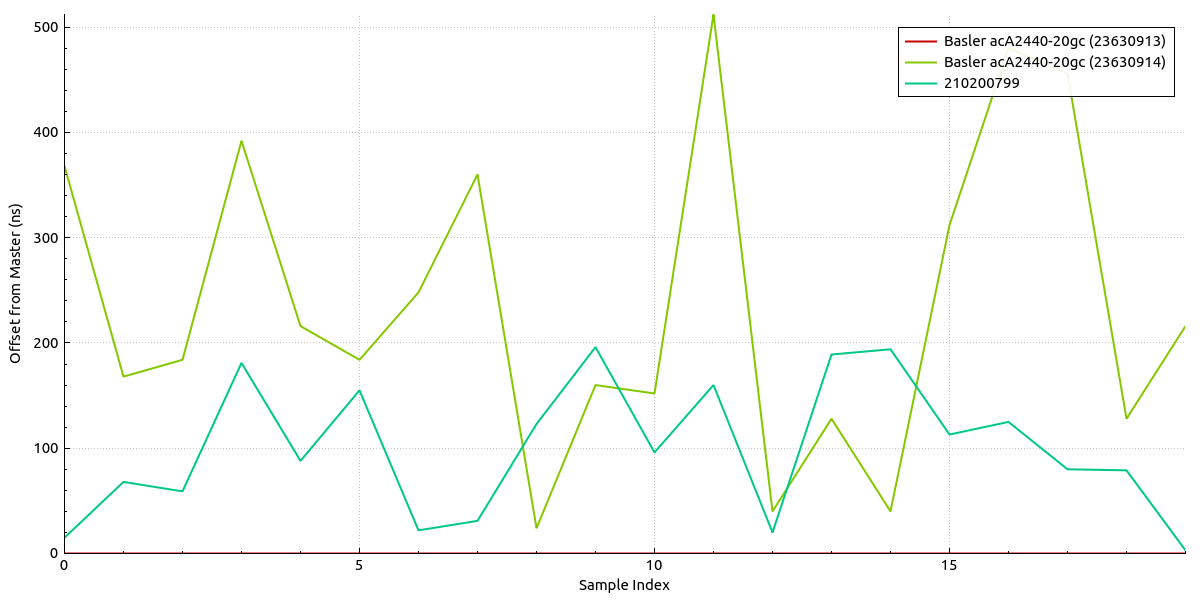 500
400
300
200
100
0
Offset from Master (ns)
0 5 10 15
Sample Index
Basler acA2440-20gc (23630913)
Basler acA2440-20gc (23630914)
210200799